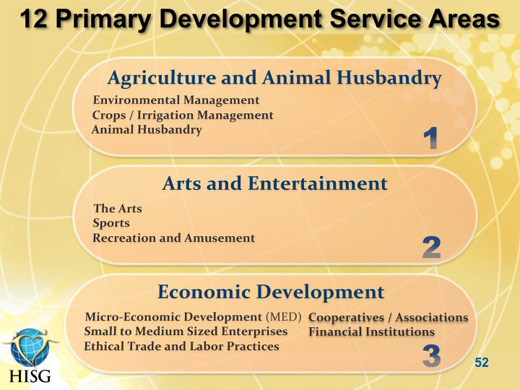 12 Primary Development Service Areas
Agriculture and Animal Husbandry
Environmental Management
Crops / Irrigation Management
Animal Husbandry
1
Arts and Entertainment
The Arts
Sports
Recreation and Amusement
2
Economic Development
Micro-Economic Development (MED) Cooperatives / Associations
Small to Medium Sized Enterprises Financial Institutions
Ethical Trade and Labor Practices
3
52
HISG